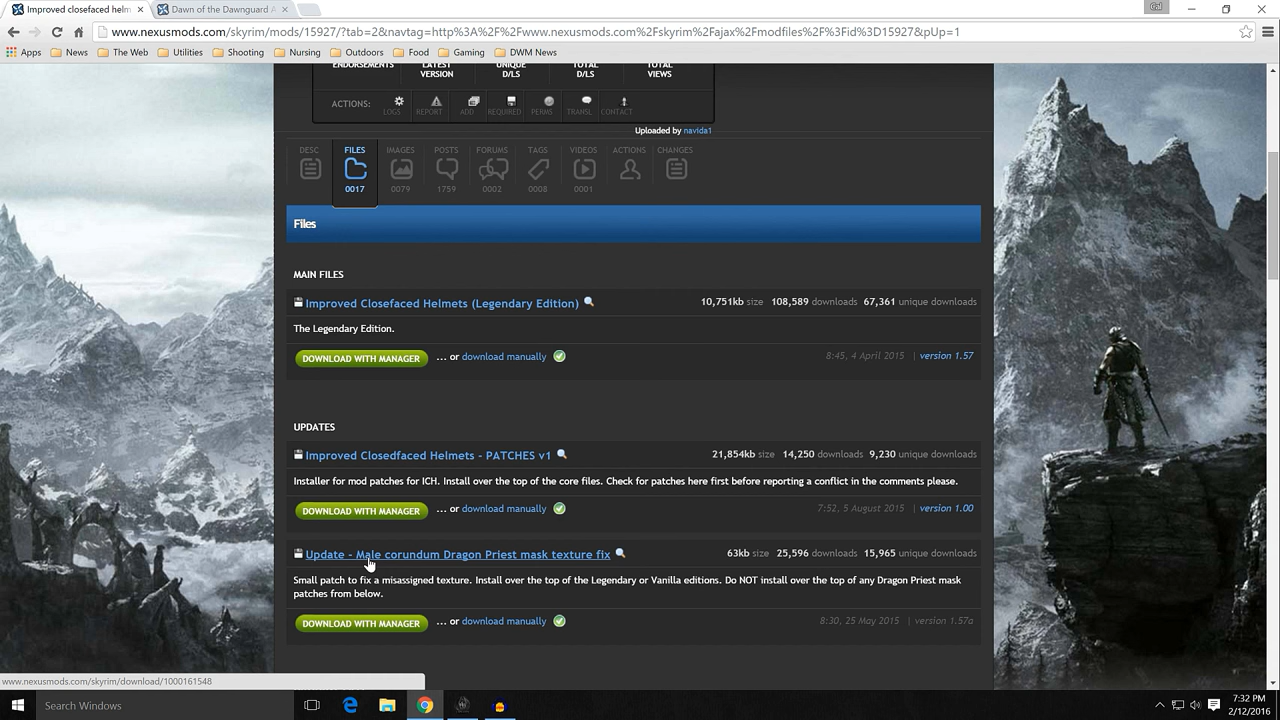 Improved closefaced helm
Dawn of the Dawnguard A
www.nexusmods.com/skyrim/mods/15927/?tab=2&navtag=http%3A%2F%2Fwww.nexusmods.com%2Fskyrim%2Fajax%2Fmodfiles%2F%3Fid%3D15927&pUp=1
Apps News The Web Utilities Shooting Nursing Outdoors Food Gaming DWM News
ENDORSEMENTS LATEST VERSION UNIQUE D/LS TOTAL D/LS TOTAL VIEWS
ACTIONS: LOGS REPORT ADD REQUIRED PERMS TRANSL CONTACT
Uploaded by navida1
DESC FILES IMAGES POSTS FORUMS TAGS VIDEOS ACTIONS CHANGES
0017 0079 1759 0002 0008 0001
Files
MAIN FILES
Improved Closefaced Helmets (Legendary Edition) 10,751kb size 108,589 downloads 67,361 unique downloads
The Legendary Edition.
DOWNLOAD WITH MANAGER ... or download manually 8:45, 4 April 2015 | version 1.57
UPDATES
Improved Closedfaced Helmets - PATCHES v1 21,854kb size 14,250 downloads 9,230 unique downloads
Installer for mod patches for ICH. Install over the top of the core files. Check for patches here first before reporting a conflict in the comments please.
DOWNLOAD WITH MANAGER ... or download manually 7:52, 5 August 2015 | version 1.00
Update - Male corundum Dragon Priest mask texture fix 63kb size 25,596 downloads 15,965 unique downloads
Small patch to fix a misassigned texture. Install over the top of the Legendary or Vanilla editions. Do NOT install over the top of any Dragon Priest mask
patches from below.
DOWNLOAD WITH MANAGER ... or download manually 8:30, 25 May 2015 | version 1.57a
www.nexusmods.com/skyrim/download/1000161548
Search Windows
7:32 PM
2/12/2016